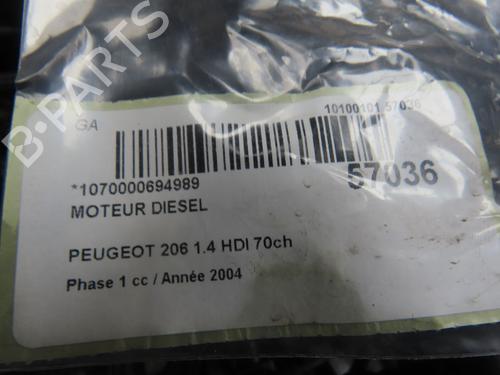 B-PARTS
GA
10100101 57036
*1070000694989
57036
MOTEUR DIESEL
PEUGEOT 206 1.4 HDI 70ch
Phase 1 cc / Année 2004